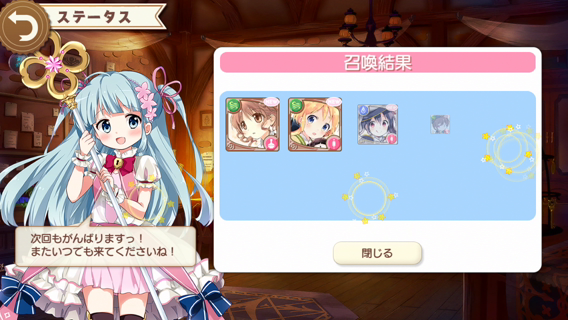 ステータス
召喚結果
次回もがんばりますっ！
またいつでも来てくださいね！
閉じる